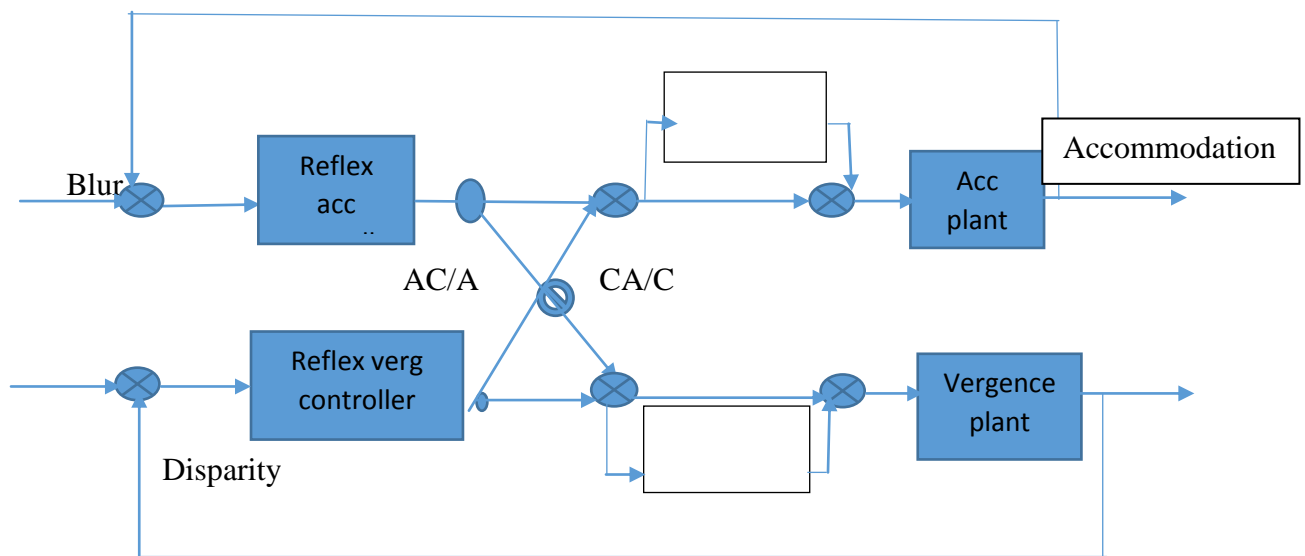 Accommodation
Blur
Reflex
acc
Acc
plant
AC/A
CA/C
Reflex verg
controller
Vergence
plant
Disparity